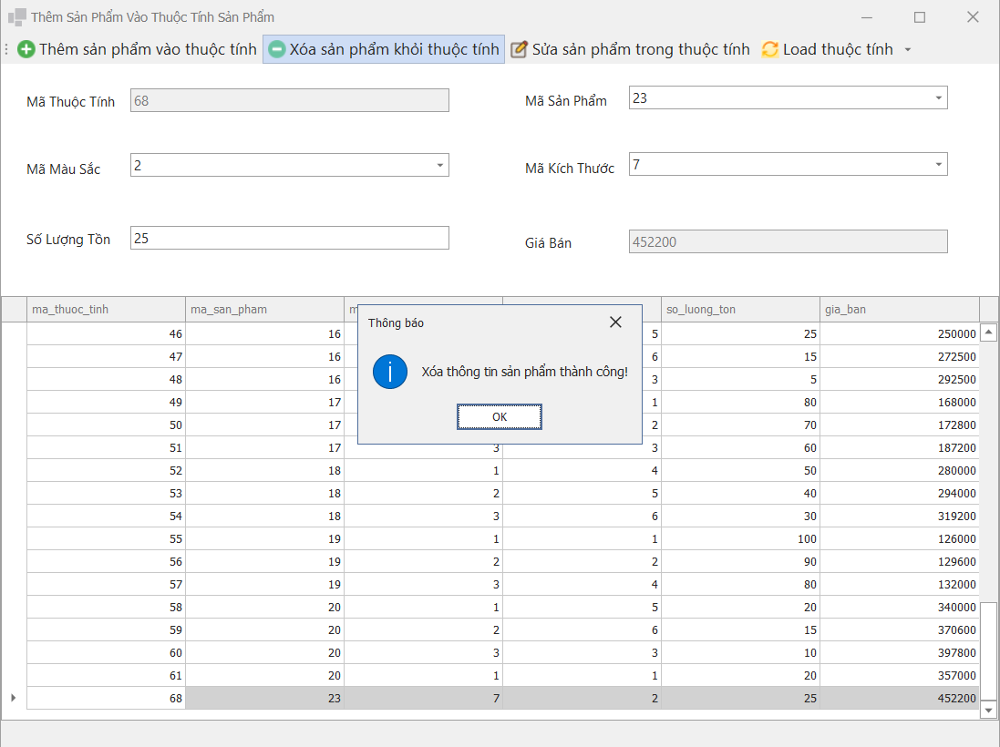 Thêm Sản Phẩm Vào Thuộc Tính Sản Phẩm
Thêm sản phẩm vào thuộc tính Xóa sản phẩm khỏi thuộc tính Sửa sản phẩm trong thuộc tính Load thuộc tính
Mã Thuộc Tính 68 Mã Sản Phẩm 23
Mã Màu Sắc 2 Mã Kích Thước 7
Số Lượng Tồn 25 Giá Bán 452200
ma_thuoc_tinh ma_san_pham so_luong_ton gia_ban
Thông báo
Xóa thông tin sản phẩm thành công!
OK
46 16 5 25 250000
47 16 6 15 272500
48 16 3 5 292500
49 17 1 80 168000
50 17 2 70 172800
51 17 3 3 60 187200
52 18 1 4 50 280000
53 18 2 5 40 294000
54 18 3 6 30 319200
55 19 1 1 100 126000
56 19 2 2 90 129600
57 19 3 4 80 132000
58 20 1 5 20 340000
59 20 2 6 15 370600
60 20 3 3 10 397800
61 20 1 1 20 357000
68 23 7 2 25 452200